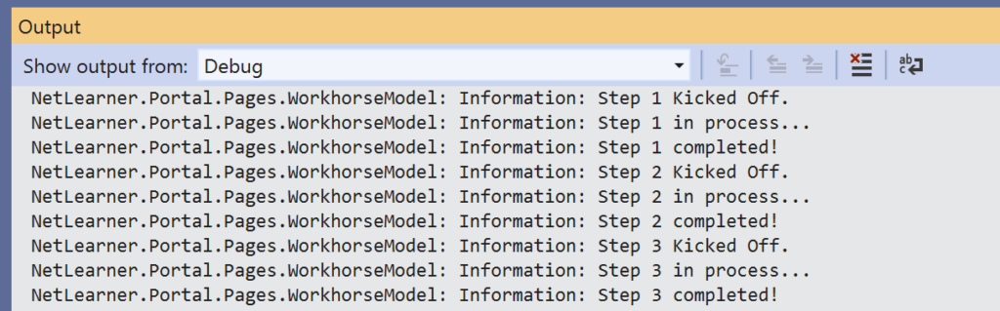 Output
Show output from: Debug
ab
c
NetLearner.Portal.Pages.WorkhorseModel: Information: Step 1 Kicked Off.
NetLearner.Portal.Pages.WorkhorseModel: Information: Step 1 in process...
NetLearner.Portal.Pages.WorkhorseModel: Information: Step 1 completed!
NetLearner.Portal.Pages.WorkhorseModel: Information: Step 2 Kicked Off.
NetLearner.Portal.Pages.WorkhorseModel: Information: Step 2 in process...
NetLearner.Portal.Pages.WorkhorseModel: Information: Step 2 completed!
NetLearner.Portal.Pages.WorkhorseModel: Information: Step 3 Kicked Off.
NetLearner.Portal.Pages.WorkhorseModel: Information: Step 3 in process...
NetLearner.Portal.Pages.WorkhorseModel: Information: Step 3 completed!